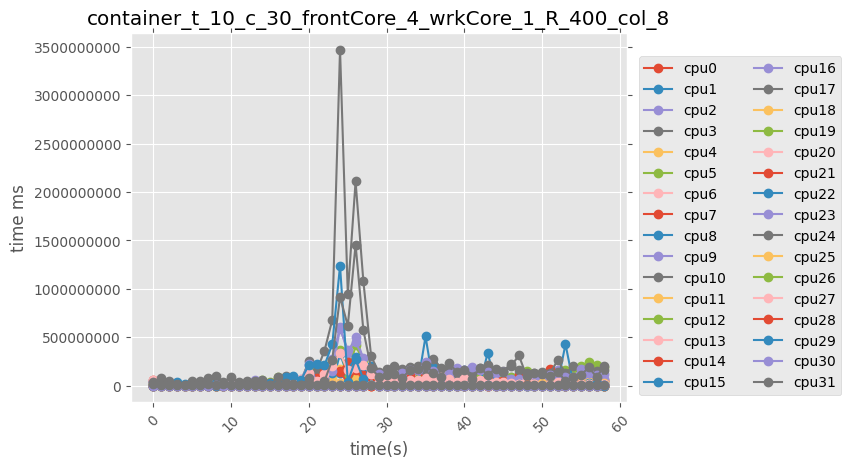 container_t_10_c_30_frontCore_4_wrkCore_1_R_400_col_8
time ms
3500000000
3000000000
2500000000
2000000000
1500000000
1000000000
500000000
0
0
10
20
30
40
50
60
time(s)
cpu0
cpu1
cpu2
cpu3
cpu4
cpu5
cpu6
cpu7
cpu8
cpu9
cpu10
cpu11
cpu12
cpu13
cpu14
cpu15
cpu16
cpu17
cpu18
cpu19
cpu20
cpu21
cpu22
cpu23
cpu24
cpu25
cpu26
cpu27
cpu28
cpu29
cpu30
cpu31